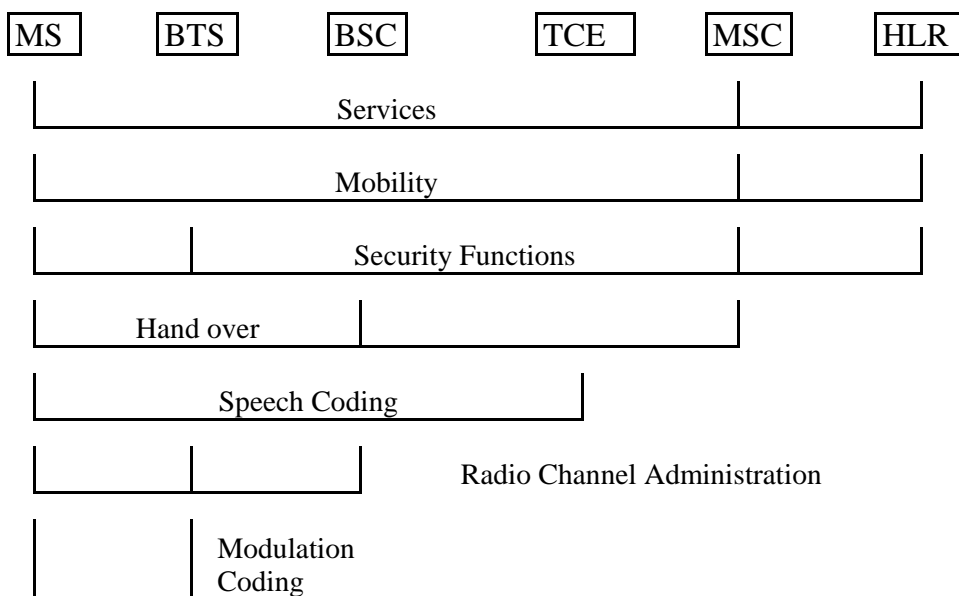 MS BTS BSC TCE MSC HLR
Services
Mobility
Security Functions
Hand over
Speech Coding
Radio Channel Administration
Modulation
Coding